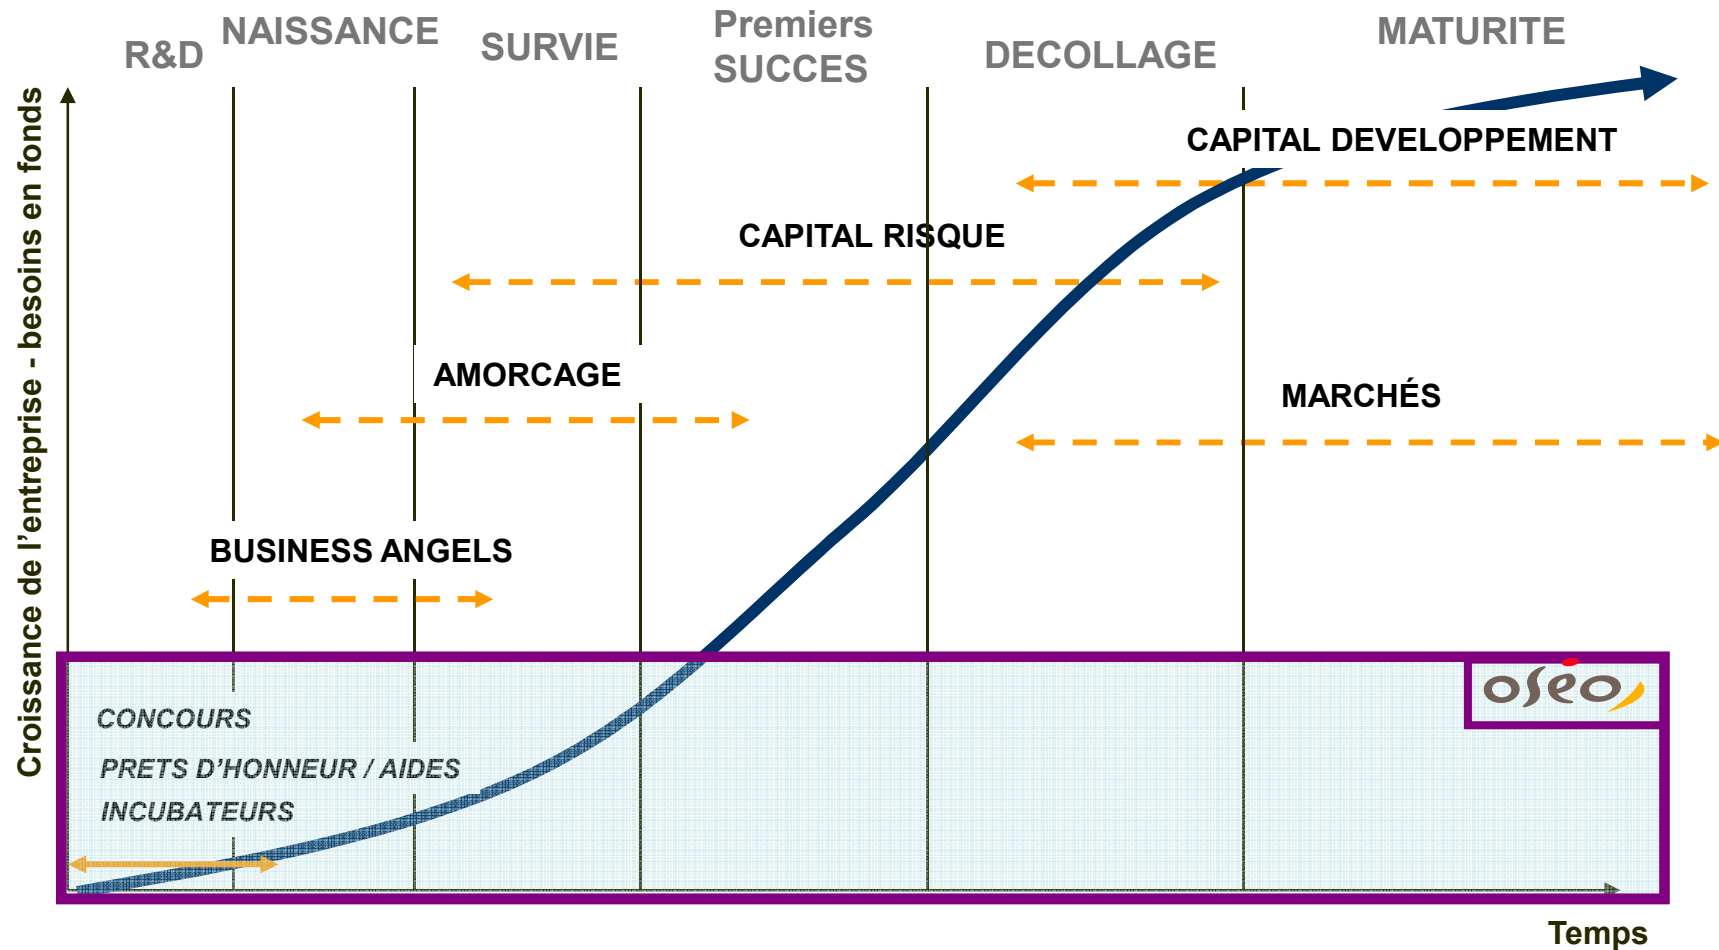 R&D
NAISSANCE
SURVIE
Premiers
SUCCES
DECOLLAGE
MATURITE
Croissance de l'entreprise - besoins en fonds
CAPITAL DEVELOPPEMENT
CAPITAL RISQUE
AMORCAGE
MARCHÉS
BUSINESS ANGELS
oséo
CONCOURS
PRETS D'HONNEUR / AIDES
INCUBATEURS
Temps